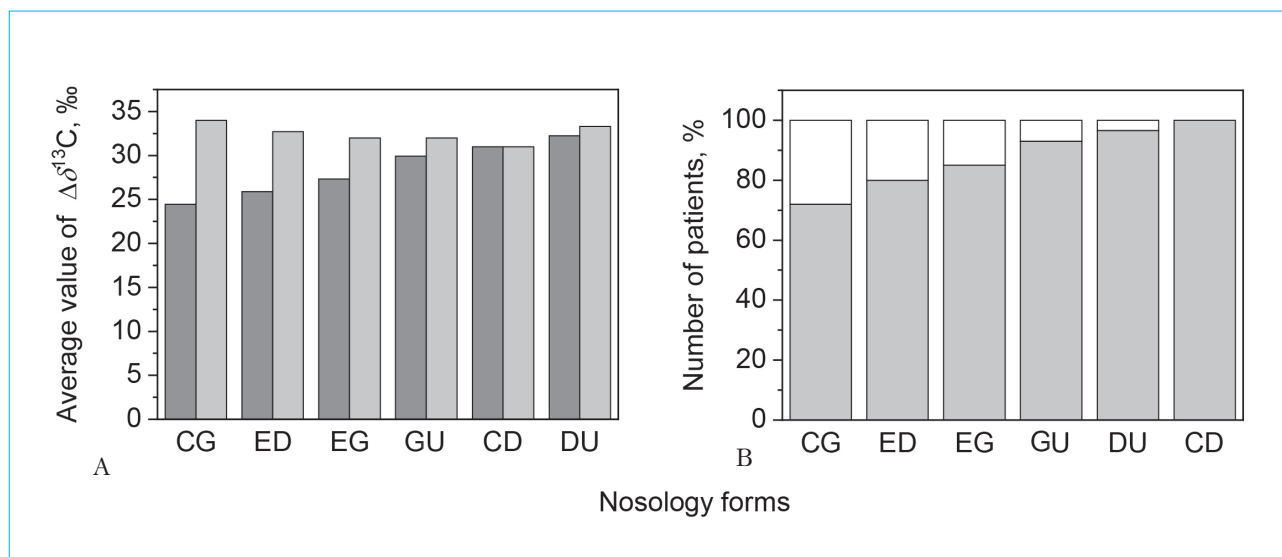 Average value of Δδ¹³C, ‰
35
30
25
20
15
10
5
0
CG ED EG GU CD DU
A
Number of patients, %
100
80
60
40
20
0
CG ED EG GU DU CD
B
Nosology forms